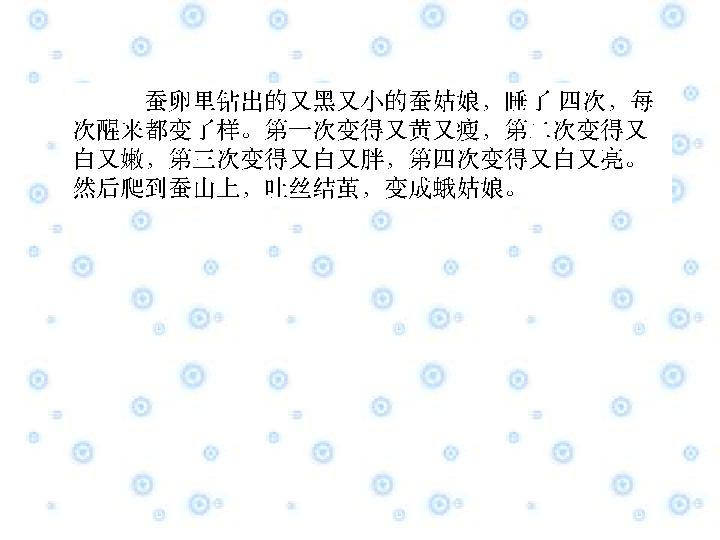 蚕卵里钻出的又黑又小的蚕姑娘，睡了 四次，每
次醒来都变了样。第一次变得又黄又瘦，第二次变得又
白又嫩，第三次变得又白又胖，第四次变得又白又亮。
然后爬到蚕山上，吐丝结茧，变成蛾姑娘。